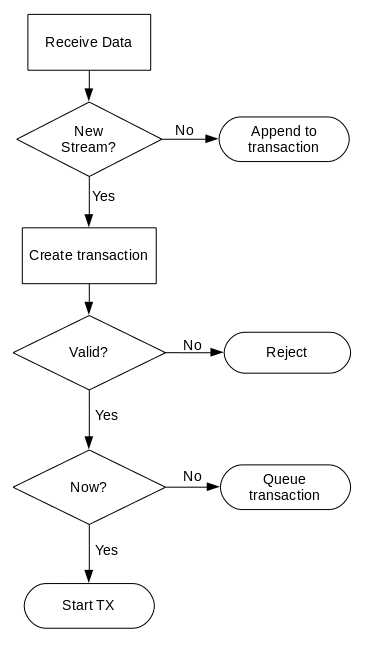 Receive Data
New
Stream?
No
Append to
transaction
Yes
Create transaction
Valid?
No
Reject
Yes
Now?
No
Queue
transaction
Yes
Start TX